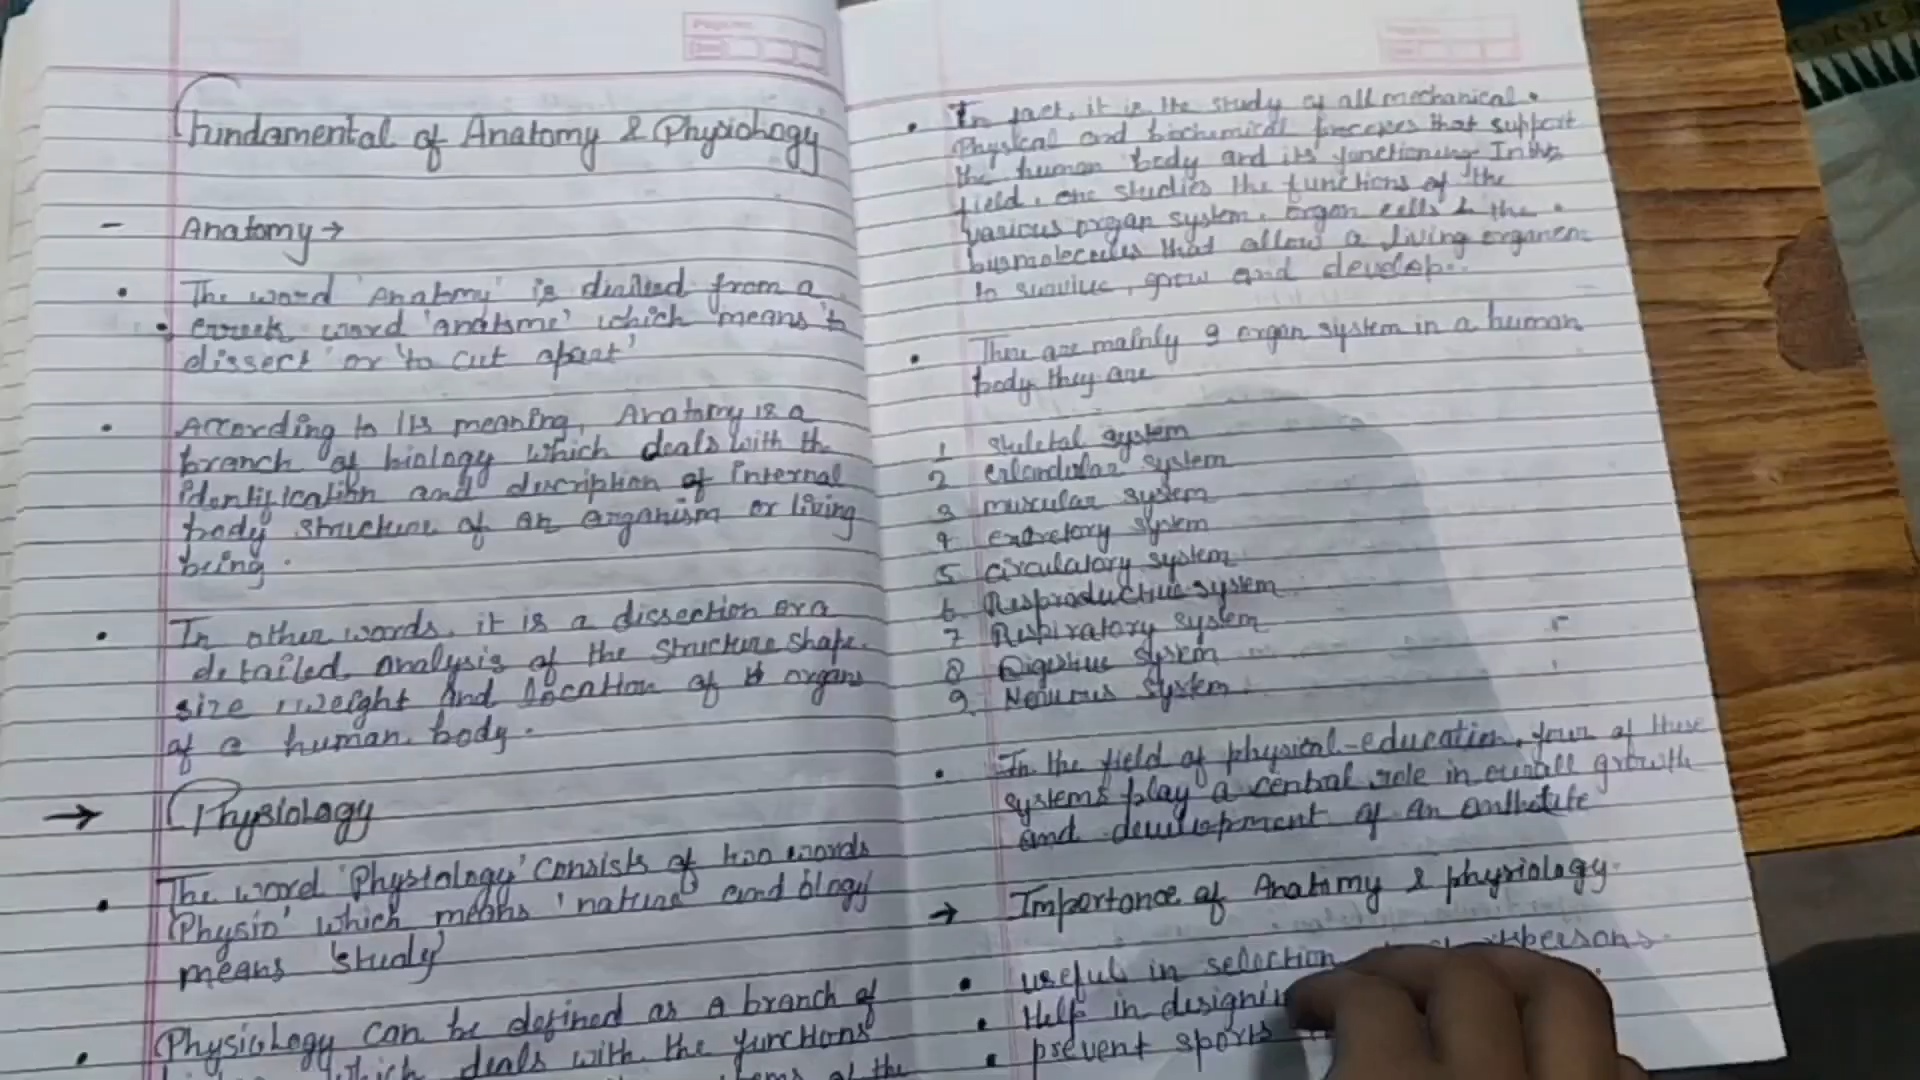 Fundamental of Anatomy & Physiology
- Anatomy →
• The word 'Anatomy' is derived from a
• Greek word 'anatome' which means 'to
dissect' or 'to cut apart'
• According to its meaning, Anatomy is a
branch of biology which deals with the
identification and discription of internal
body structure of an organism or living
being.
• In other words, it is a dissection or a
detailed analysis of the structure shape.
size, weight and location of organs
of a human body.
→ Physiology
• The word 'Physiology' consists of two words
'Physio' which means 'nature' and ology
means 'study'
• Physiology can be defined as a branch of
which deals with the functions
of the
• In fact, it is the study of all mechanical.
Physical and biochemical processes that support
the human body and its functioning. In this
field, one studies the functions of the
various organ system, organ cells & the
that allow a living
to survive, grow and develop.
• There are mainly 9 organ system in a human
body they are
1 skeletal system
2 Glandular system
3 muscular system
4 excretory system
5 circulatory system
6 Resproductive system
7 Respiratory system
8 Digestive system
9. Nervous system.
• In the field of physical-education, four of these
systems play a central role in overall growth
and development of an
→ Importance of Anatomy & physiology.
• useful in selection
• Help in
• prevent sports